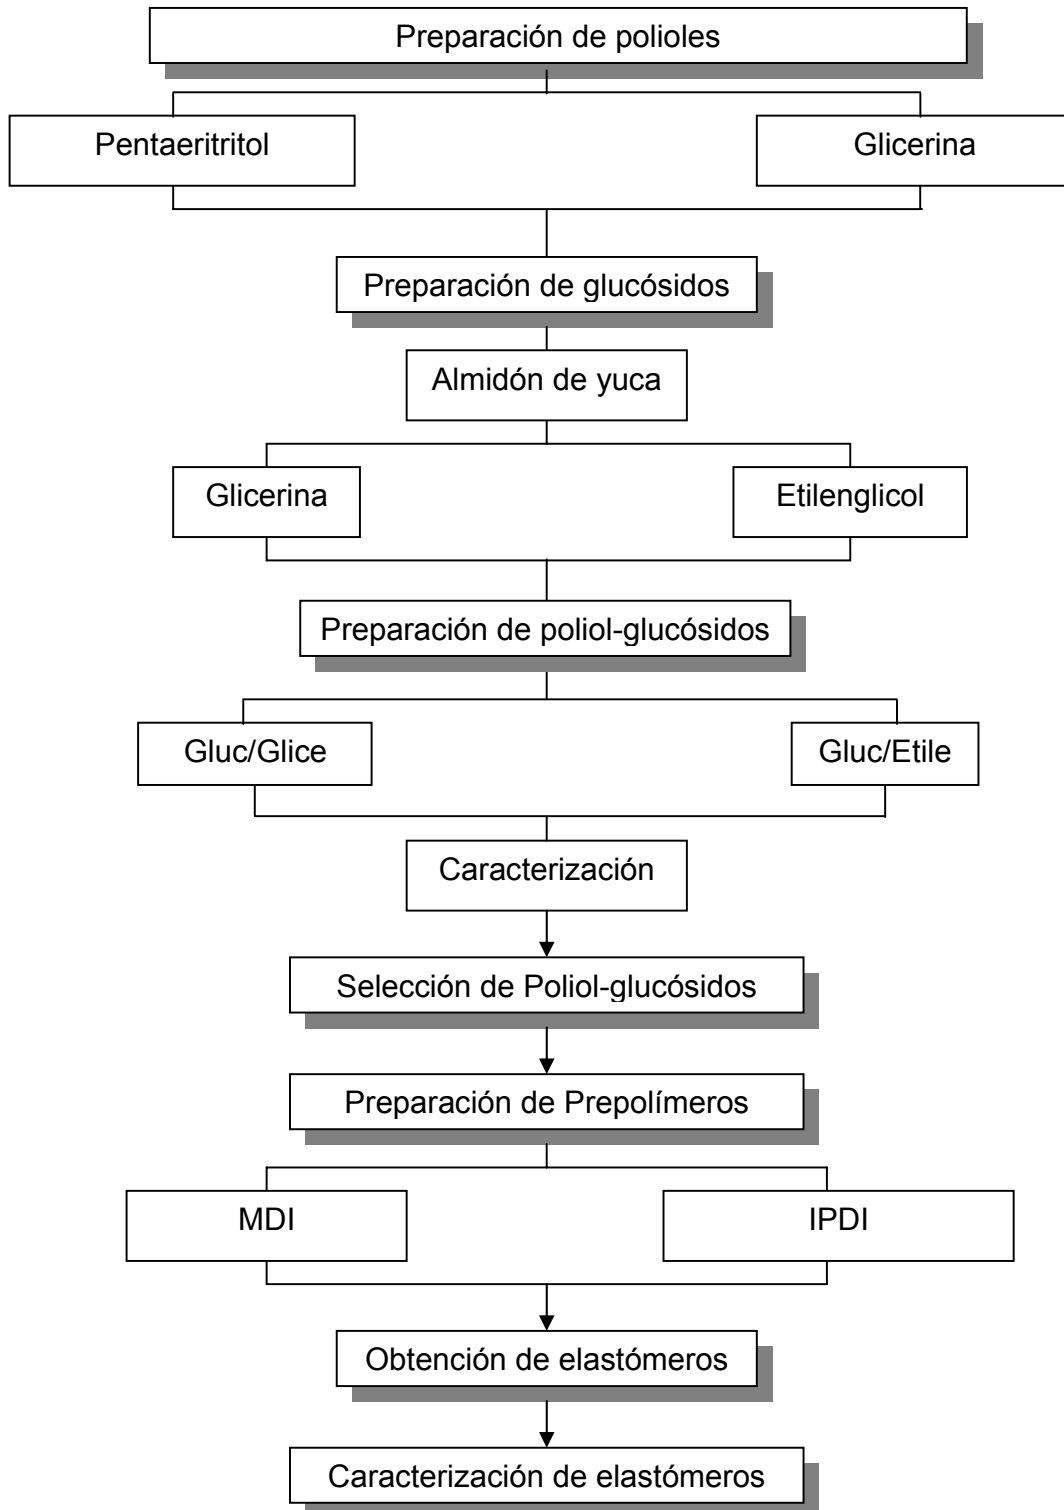 Preparación de polioles
Pentaeritritol
Glicerina
Preparación de glucósidos
Almidón de yuca
Glicerina
Etilenglicol
Preparación de poliol-glucósidos
Gluc/Glice
Gluc/Etile
Caracterización
Selección de Poliol-glucósidos
Preparación de Prepolímeros
MDI
IPDI
Obtención de elastómeros
Caracterización de elastómeros